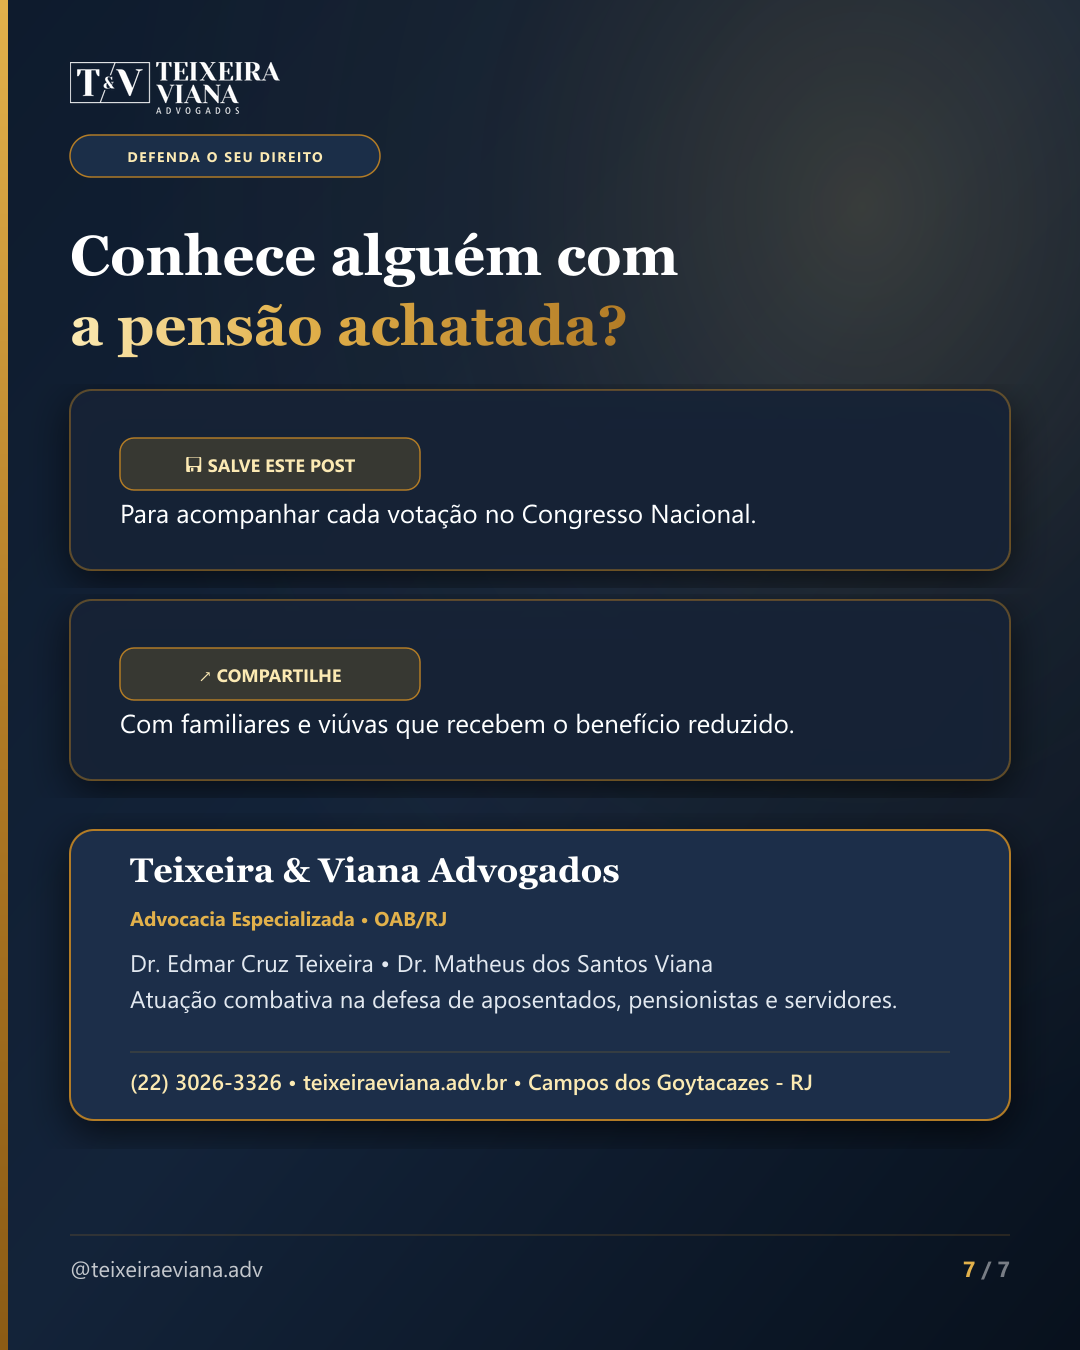 T&V TEIXEIRA
VIANA
ADVOGADOS
DEFENDA O SEU DIREITO
Conhece alguém com
a pensão achatada?
🖫 SALVE ESTE POST
Para acompanhar cada votação no Congresso Nacional.
↗ COMPARTILHE
Com familiares e viúvas que recebem o benefício reduzido.
Teixeira & Viana Advogados
Advocacia Especializada • OAB/RJ
Dr. Edmar Cruz Teixeira • Dr. Matheus dos Santos Viana
Atuação combativa na defesa de aposentados, pensionistas e servidores.
(22) 3026-3326 • teixeiraeviana.adv.br • Campos dos Goytacazes - RJ
@teixeiraeviana.adv
7 / 7